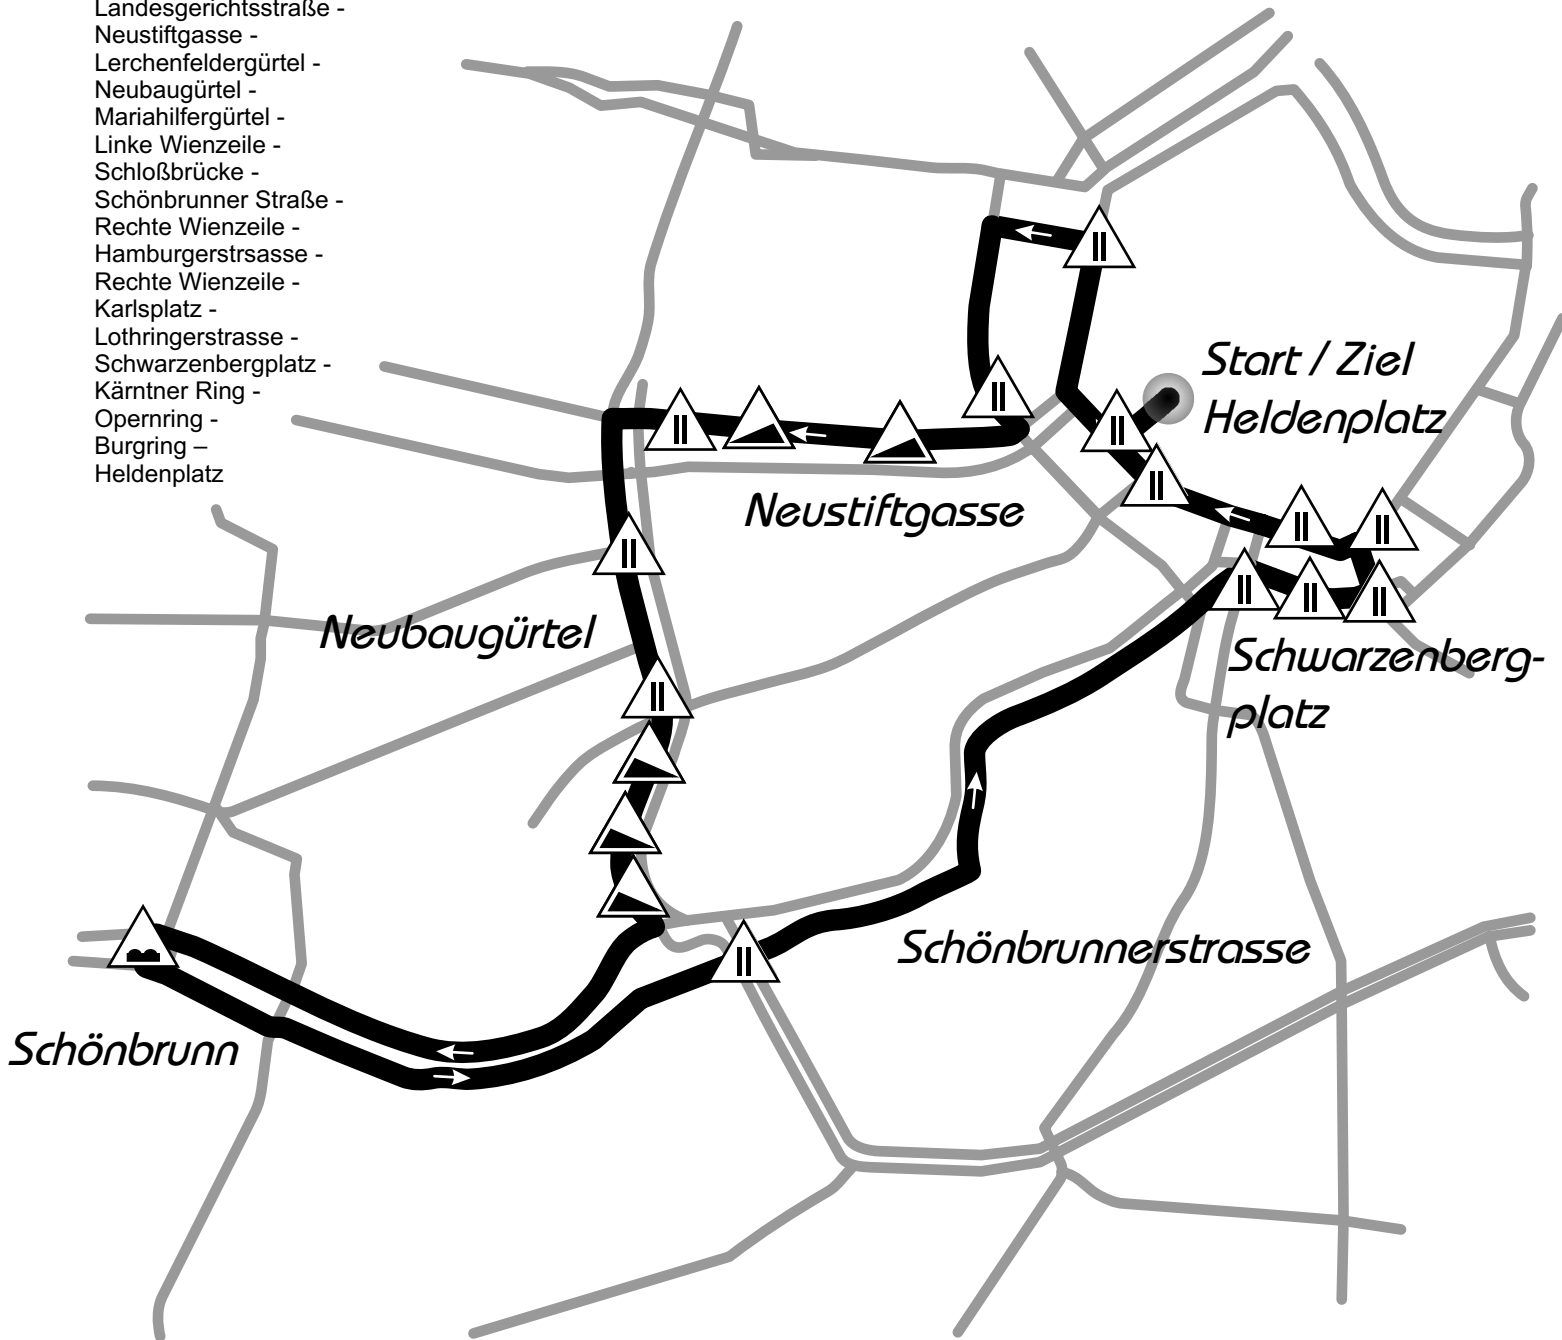 Landesgerichtsstraße -
Neustiftgasse -
Lerchenfeldergürtel -
Neubaugürtel -
Mariahilfergürtel -
Linke Wienzeile -
Schloßbrücke -
Schönbrunner Straße -
Rechte Wienzeile -
Hamburgerstrsasse -
Rechte Wienzeile -
Karlsplatz -
Lothringerstrasse -
Schwarzenbergplatz -
Kärntner Ring -
Opernring -
Burgring –
Heldenplatz
Start / Ziel
Heldenplatz
Neustiftgasse
Neubaugürtel
Schwarzenberg-
platz
Schönbrunnerstrasse
Schönbrunn